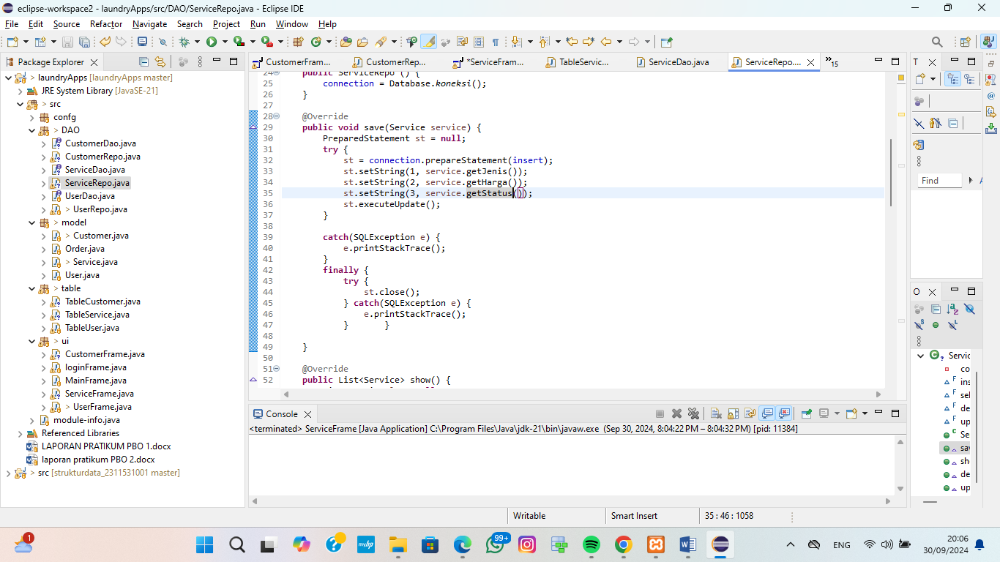 eclipse-workspace2 - laundryApps/src/DAO/ServiceRepo.java - Eclipse IDE
File Edit Source Refactor Navigate Search Project Run Window Help
Package Explorer
CustomerFram... CustomerRep... *ServiceFram... TableServic... ServiceDao.java ServiceRepo.... »15
T
> laundryApps [laundryApps master]
JRE System Library [JavaSE-21]
> src
confg
> DAO
CustomerDao.java
CustomerRepo.java
ServiceDao.java
ServiceRepo.java
UserDao.java
> UserRepo.java
> model
> Customer.java
Order.java
> Service.java
User.java
> table
TableCustomer.java
TableService.java
TableUser.java
> ui
CustomerFrame.java
loginFrame.java
MainFrame.java
ServiceFrame.java
> UserFrame.java
module-info.java
Referenced Libraries
LAPORAN PRATIKUM PBO 1.docx
laporan pratikum PBO 2.docx
> src [strukturdata_2311531001 master]
24 public ServiceRepo () {
25 connection = Database.koneksi();
26 }
27
28 @Override
29 public void save(Service service) {
30 PreparedStatement st = null;
31 try {
32 st = connection.prepareStatement(insert);
33 st.setString(1, service.getJenis());
34 st.setString(2, service.getHarga());
35 st.setString(3, service.getStatus());
36 st.executeUpdate();
37 }
38
39 catch(SQLException e) {
40 e.printStackTrace();
41 }
42 finally {
43 try {
44 st.close();
45 } catch(SQLException e) {
46 e.printStackTrace();
47 } }
48
49 }
50
51 @Override
52 public List<Service> show() {
Find
O
Servic
co
ins
sel
de
up
Se
sav
sh
de
up
Console
<terminated> ServiceFrame [Java Application] C:\Program Files\Java\jdk-21\bin\javaw.exe (Sep 30, 2024, 8:04:22 PM – 8:04:32 PM) [pid: 11384]
Writable Smart Insert 35 : 46 : 1058
1
myhp
99+
ENG
20:06
30/09/2024